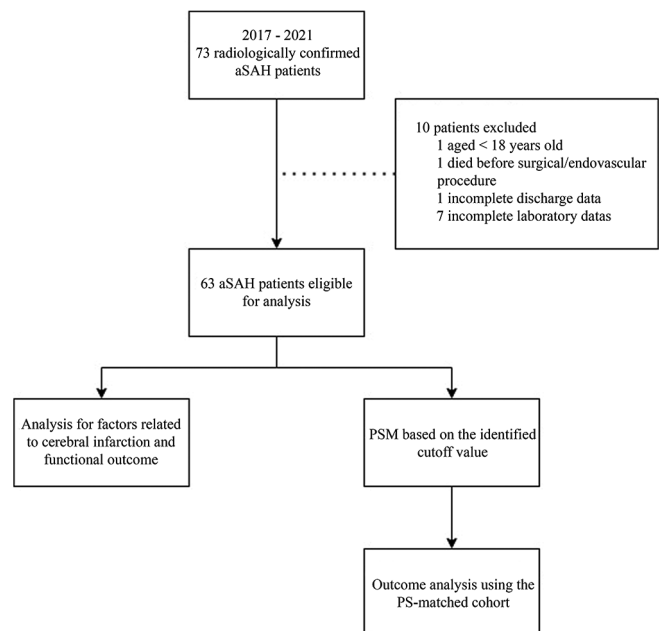 2017 - 2021
73 radiologically confirmed
aSAH patients
10 patients excluded
1 aged < 18 years old
1 died before surgical/endovascular
procedure
1 incomplete discharge data
7 incomplete laboratory datas
63 aSAH patients eligible
for analysis
Analysis for factors related
to cerebral infarction and
functional outcome
PSM based on the identified
cutoff value
Outcome analysis using the
PS-matched cohort